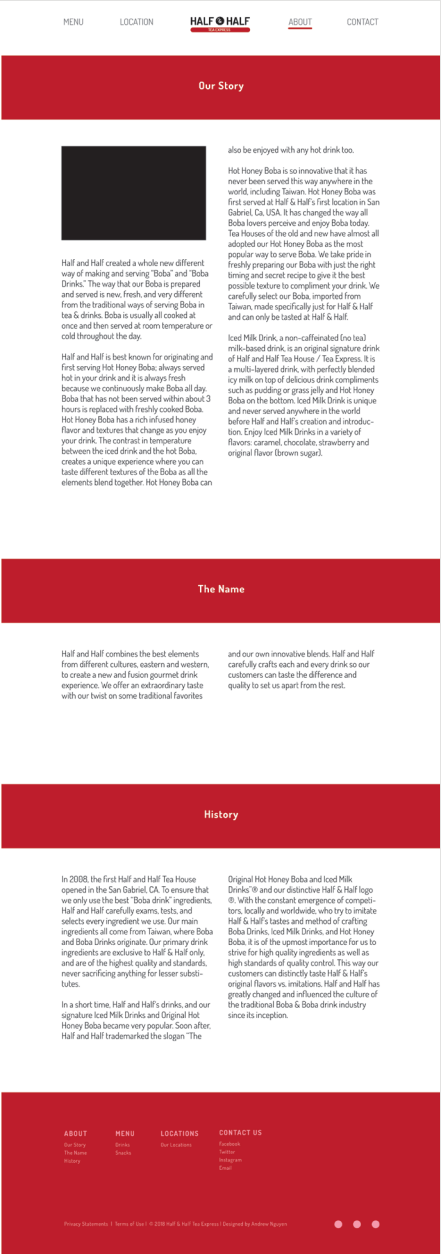 MENU
LOCATION
HALF & HALF
TEA EXPRESS
ABOUT
CONTACT
Our Story
Half and Half created a whole new different
way of making and serving "Boba" and "Boba
Drinks." The way that our Boba is prepared
and served is new, fresh, and very different
from the traditional ways of serving Boba in
tea & drinks. Boba is usually all cooked at
once and then served at room temperature or
cold throughout the day.
Half and Half is best known for originating and
first serving Hot Honey Boba; always served
hot in your drink and it is always fresh
because we continuously make Boba all day.
Boba that has not been served within about 3
hours is replaced with freshly cooked Boba.
Hot Honey Boba has a rich infused honey
flavor and textures that change as you enjoy
your drink. The contrast in temperature
between the iced drink and the hot Boba,
creates a unique experience where you can
taste different textures of the Boba as all the
elements blend together. Hot Honey Boba can
also be enjoyed with any hot drink too.
Hot Honey Boba is so innovative that it has
never been served this way anywhere in the
world, including Taiwan. Hot Honey Boba was
first served at Half & Half's first location in San
Gabriel, Ca, USA. It has changed the way all
Boba lovers perceive and enjoy Boba today.
Tea Houses of the old and new have almost all
adopted our Hot Honey Boba as the most
popular way to serve Boba. We take pride in
freshly preparing our Boba with just the right
timing and secret recipe to give it the best
possible texture to compliment your drink. We
carefully select our Boba, imported from
Taiwan, made specifically just for Half & Half
and can only be tasted at Half & Half.
Iced Milk Drink, a non-caffeinated (no tea)
milk-based drink, is an original signature drink
of Half and Half Tea House / Tea Express. It is
a multi-layered drink, with perfectly blended
icy milk on top of delicious drink compliments
such as pudding or grass jelly and Hot Honey
Boba on the bottom. Iced Milk Drink is unique
and never served anywhere in the world
before Half and Half's creation and introduc-
tion. Enjoy Iced Milk Drinks in a variety of
flavors: caramel, chocolate, strawberry and
original flavor (brown sugar).
The Name
Half and Half combines the best elements
from different cultures, eastern and western,
to create a new and fusion gourmet drink
experience. We offer an extraordinary taste
with our twist on some traditional favorites
and our own innovative blends. Half and Half
carefully crafts each and every drink so our
customers can taste the difference and
quality to set us apart from the rest.
History
In 2008, the first Half and Half Tea House
opened in the San Gabriel, CA. To ensure that
we only use the best "Boba drink" ingredients,
Half and Half carefully exams, tests, and
selects every ingredient we use. Our main
ingredients all come from Taiwan, where Boba
and Boba Drinks originate. Our primary drink
ingredients are exclusive to Half & Half only,
and are of the highest quality and standards,
never sacrificing anything for lesser substi-
tutes.
In a short time, Half and Half's drinks, and our
signature Iced Milk Drinks and Original Hot
Honey Boba became very popular. Soon after,
Half and Half trademarked the slogan "The
Original Hot Honey Boba and Iced Milk
Drinks"® and our distinctive Half & Half logo
®. With the constant emergence of competi-
tors, locally and worldwide, who try to imitate
Half & Half's tastes and method of crafting
Boba Drinks, Iced Milk Drinks, and Hot Honey
Boba, it is of the upmost importance for us to
strive for high quality ingredients as well as
high standards of quality control. This way our
customers can distinctly taste Half & Half's
original flavors vs. imitations. Half and Half has
greatly changed and influenced the culture of
the traditional Boba & Boba drink industry
since its inception.
ABOUT
Our Story
The Name
History
MENU
Drinks
Snacks
LOCATIONS
Our Locations
CONTACT US
Facebook
Twitter
Instagram
Email
Privacy Statements | Terms of Use | © 2018 Half & Half Tea Express | Designed by Andrew Nguyen